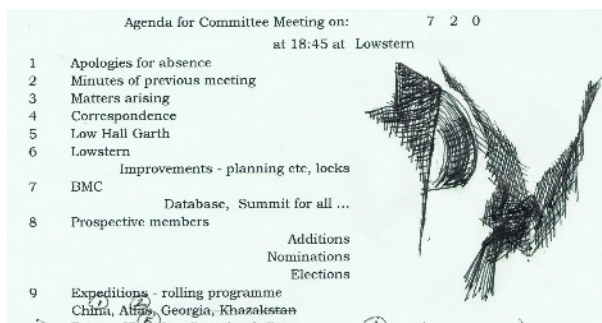 Agenda for Committee Meeting on: 7 2 0
at 18:45 at Lowstern
1 Apologies for absence
2 Minutes of previous meeting
3 Matters arising
4 Correspondence
5 Low Hall Garth
6 Lowstern
Improvements - planning etc, locks
7 BMC
Database, Summit for all ...
8 Prospective members
Additions
Nominations
Elections
9 Expeditions - rolling programme
China, Atlas, Georgia, Khazakstan